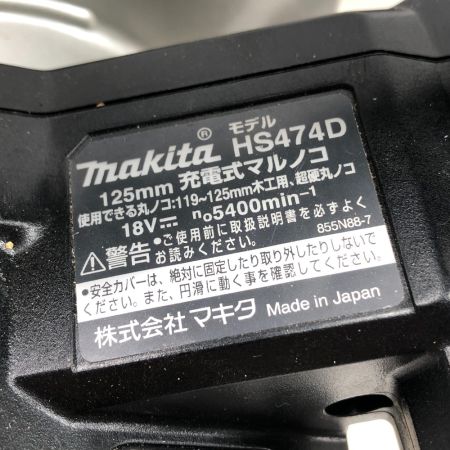 makita® モデル HS474D
125mm 充電式マルノコ
使用できる丸ノコ:119~125mm木工用、超硬丸ノコ
18V⎓ no5400min-1
⚠警告 •ご使用前に取扱説明書を必ずよく
お読みください。 855N88-7
•安全カバーは、絶対に固定したり取り外したりしないで
ください。また、円滑に動く事を確認してください。
株式会社マキタ Made in Japan